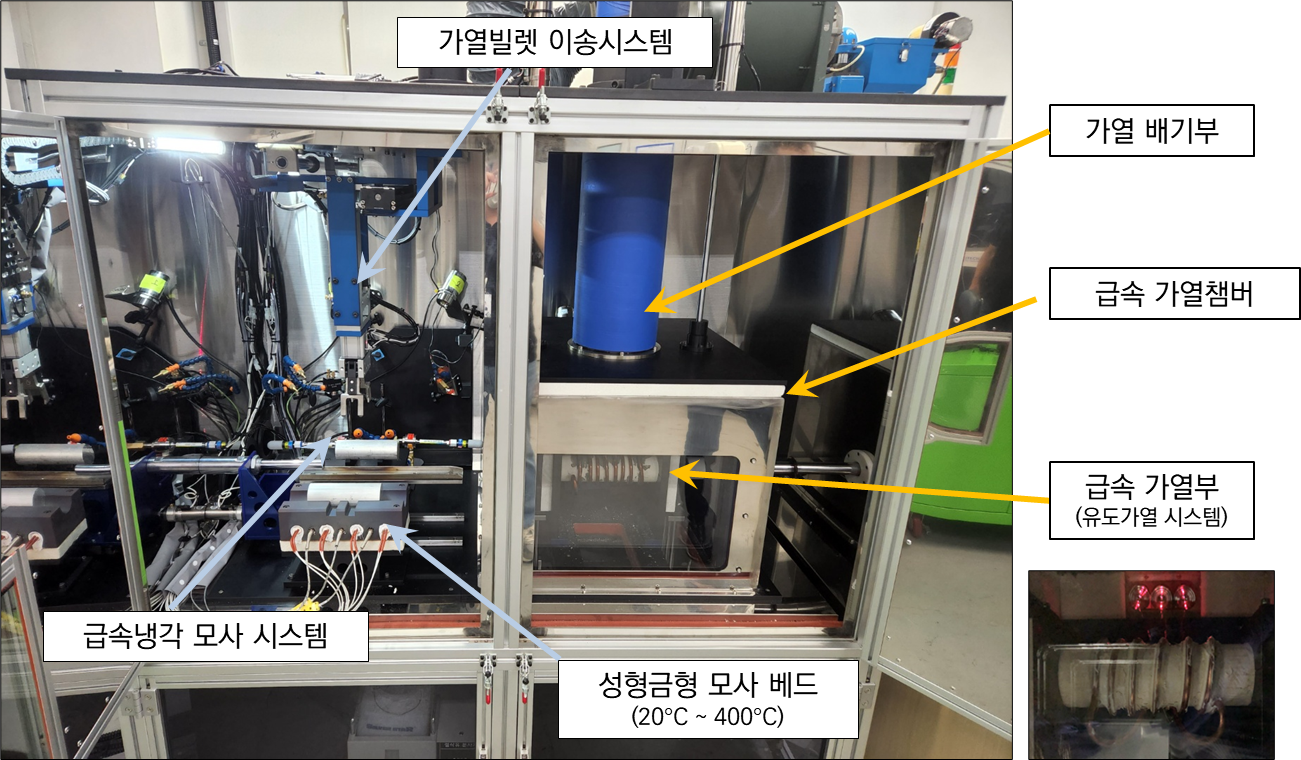 가열빌렛 이송시스템
가열 배기부
급속 가열챔버
급속 가열부
(유도가열 시스템)
급속냉각 모사 시스템
성형금형 모사 베드
(20°C ~ 400°C)